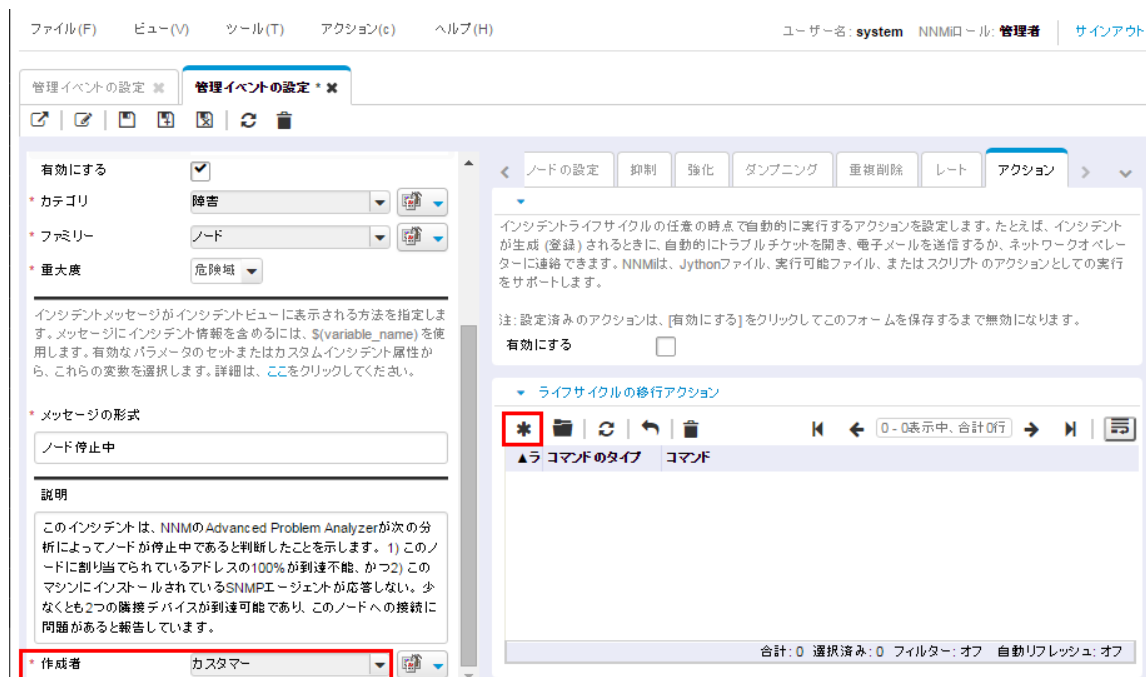 ファイル(F) ビュー(V) ツール(T) アクション(c) ヘルプ(H) ユーザー名: system NNMiロール: 管理者 サインアウト
管理イベントの設定 管理イベントの設定 *
有効にする
* カテゴリ 障害
* ファミリー ノード
* 重大度 危険域
インシデントメッセージがインシデントビューに表示される方法を指定しま
す。メッセージにインシデント情報を含めるには、$(variable_name) を使
用します。有効なパラメータのセットまたはカスタムインシデント属性か
ら、これらの変数を選択します。詳細は、ここをクリックしてください。
* メッセージの形式
ノード停止中
説明
このインシデントは、NNMのAdvanced Problem Analyzerが次の分
析によってノードが停止中であると判断したことを示します。1) このノ
ードに割り当てられているアドレスの100%が到達不能、かつ2) この
マシンにインストールされているSNMPエージェントが応答しない。少
なくとも2つの隣接デバイスが到達可能であり、このノードへの接続に
問題があると報告しています。
* 作成者 カスタマー
ノードの設定 抑制 強化 ダンプニング 重複削除 レート アクション
インシデントライフサイクルの任意の時点で自動的に実行するアクションを設定します。たとえば、インシデント
が生成 (登録) されるときに、自動的にトラブルチケットを開き、電子メールを送信するか、ネットワークオペレー
ターに連絡できます。NNMiは、Jythonファイル、実行可能ファイル、またはスクリプトのアクションとしての実行
をサポートします。
注: 設定済みのアクションは、[有効にする]をクリックしてこのフォームを保存するまで無効になります。
有効にする
ライフサイクルの移行アクション
0 - 0表示中、合計0行
▲ラ コマンドのタイプ コマンド
合計: 0 選択済み: 0 フィルター: オフ 自動リフレッシュ: オフ